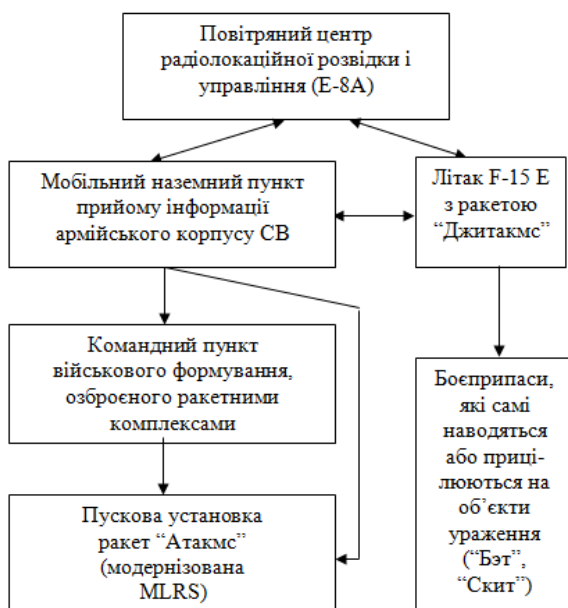 Повітряний центр
радіолокаційної розвідки і
управління (Е-8А)
Мобільний наземний пункт
прийому інформації
армійського корпусу СВ
Літак F-15 E
з ракетою
“Джитакмс”
Командний пункт
військового формування,
озброєного ракетними
комплексами
Боєприпаси,
які самі
наводяться
або прицi-
люються на
об’єкти
ураження
(“Бэт”,
“Скит”)
Пускова установка
ракет “Атакмс”
(модернізована
MLRS)